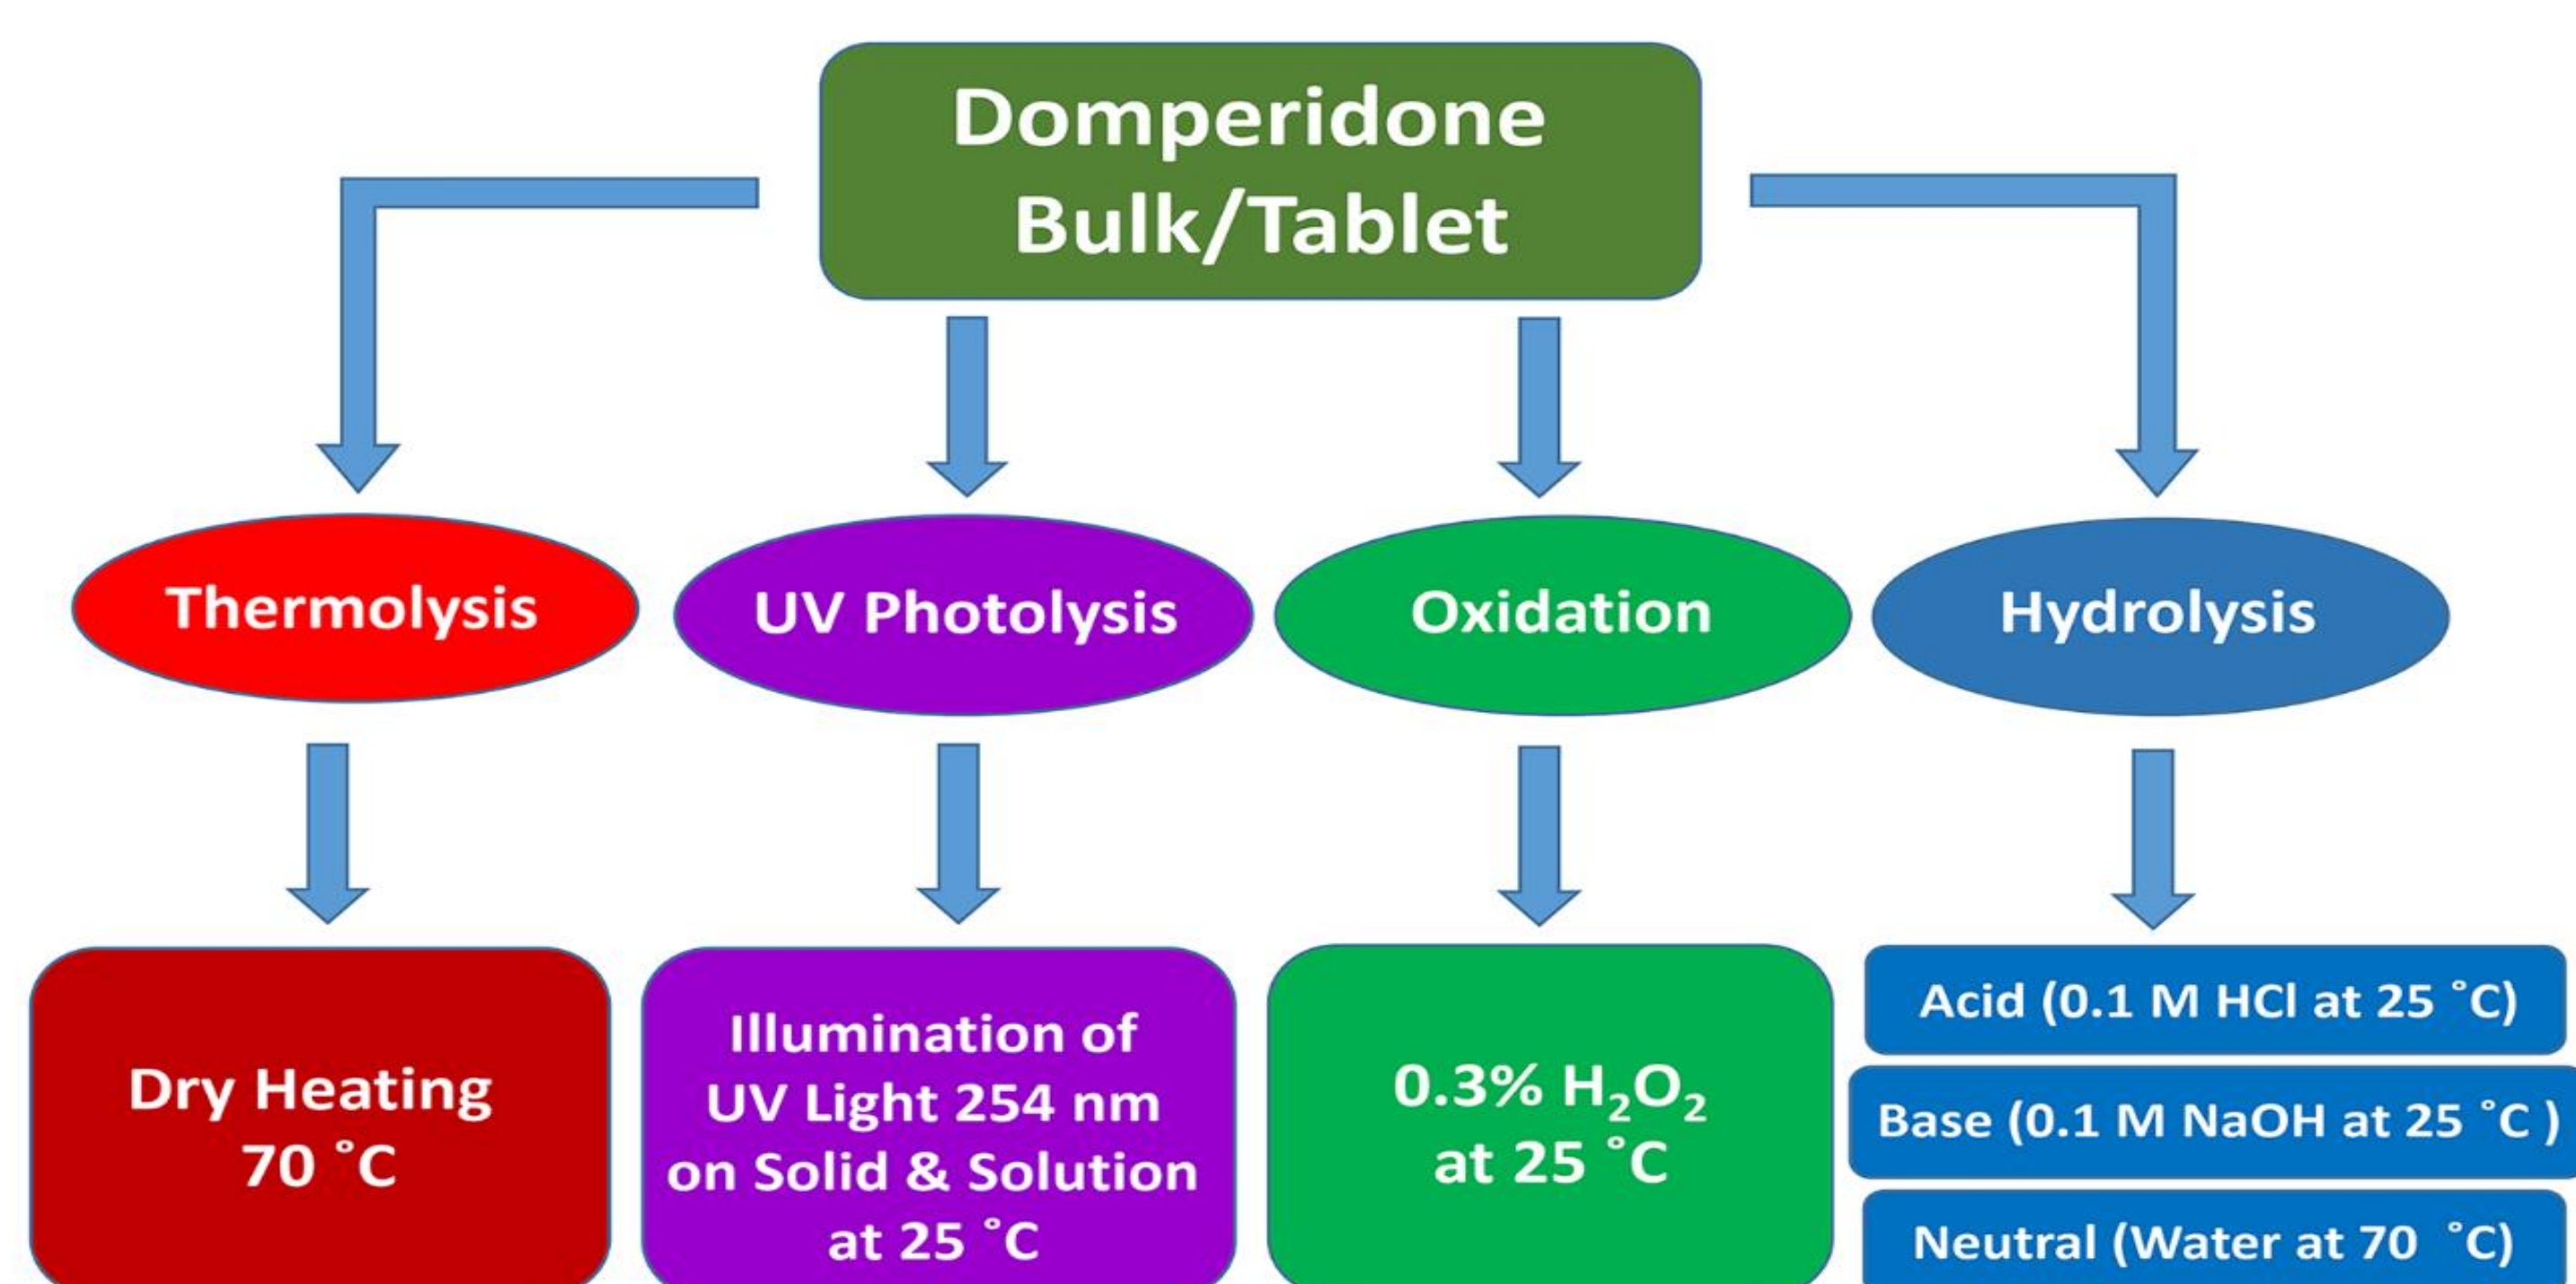 Domperidone
Bulk/Tablet
Thermolysis
UV Photolysis
Oxidation
Hydrolysis
Dry Heating
70 ˚C
Illumination of
UV Light 254 nm
on Solid & Solution
at 25 ˚C
0.3% H₂O₂
at 25 ˚C
Acid (0.1 M HCl at 25 ˚C)
Base (0.1 M NaOH at 25 ˚C )
Neutral (Water at 70  ˚C)